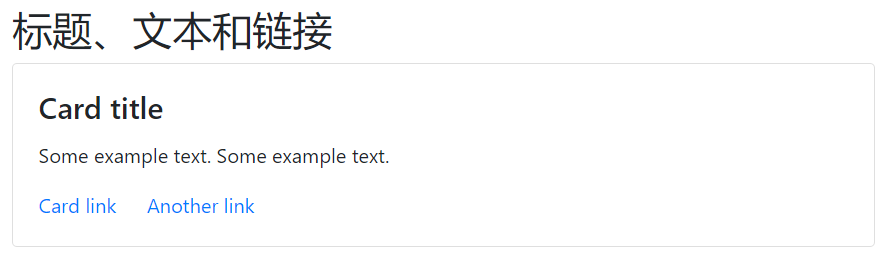 标题、文本和链接
Card title
Some example text. Some example text.
Card link Another link